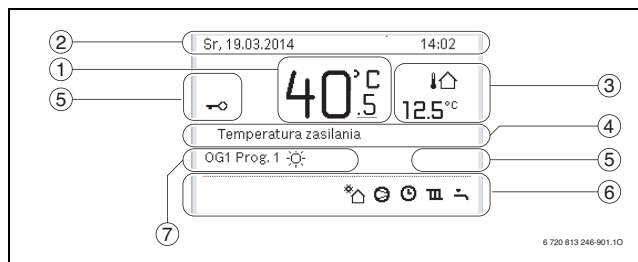 2
Sr, 19.03.2014 14:02
1
40°C
.5
3
5
12.5°C
4
Temperatura zasilania
OG1 Prog. 1
5
6
7
6 720 813 246-901.1O